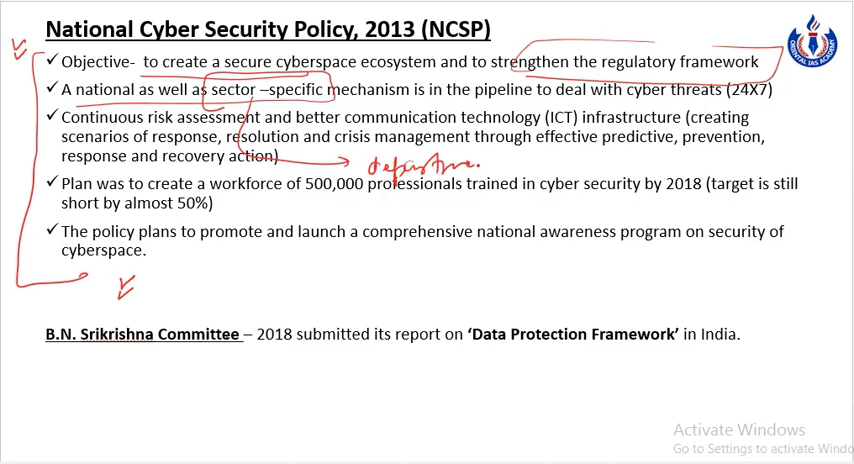 National Cyber Security Policy, 2013 (NCSP)
ORIENTAL IAS ACADEMY
✓ Objective- to create a secure cyberspace ecosystem and to strengthen the regulatory framework
✓ A national as well as sector –specific mechanism is in the pipeline to deal with cyber threats (24X7)
✓ Continuous risk assessment and better communication technology (ICT) infrastructure (creating
scenarios of response, resolution and crisis management through effective predictive, prevention,
response and recovery action)
✓ Plan was to create a workforce of 500,000 professionals trained in cyber security by 2018 (target is still
short by almost 50%)
✓ The policy plans to promote and launch a comprehensive national awareness program on security of
cyberspace.
B.N. Srikrishna Committee – 2018 submitted its report on ‘Data Protection Framework’ in India.
Activate Windows
Go to Settings to activate Windo